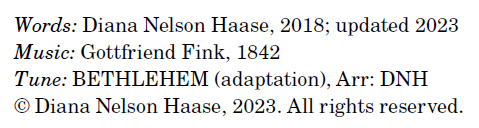 Words: Diana Nelson Haase, 2018; updated 2023
Music: Gottfriend Fink, 1842
Tune: BETHLEHEM (adaptation), Arr: DNH
© Diana Nelson Haase, 2023. All rights reserved.